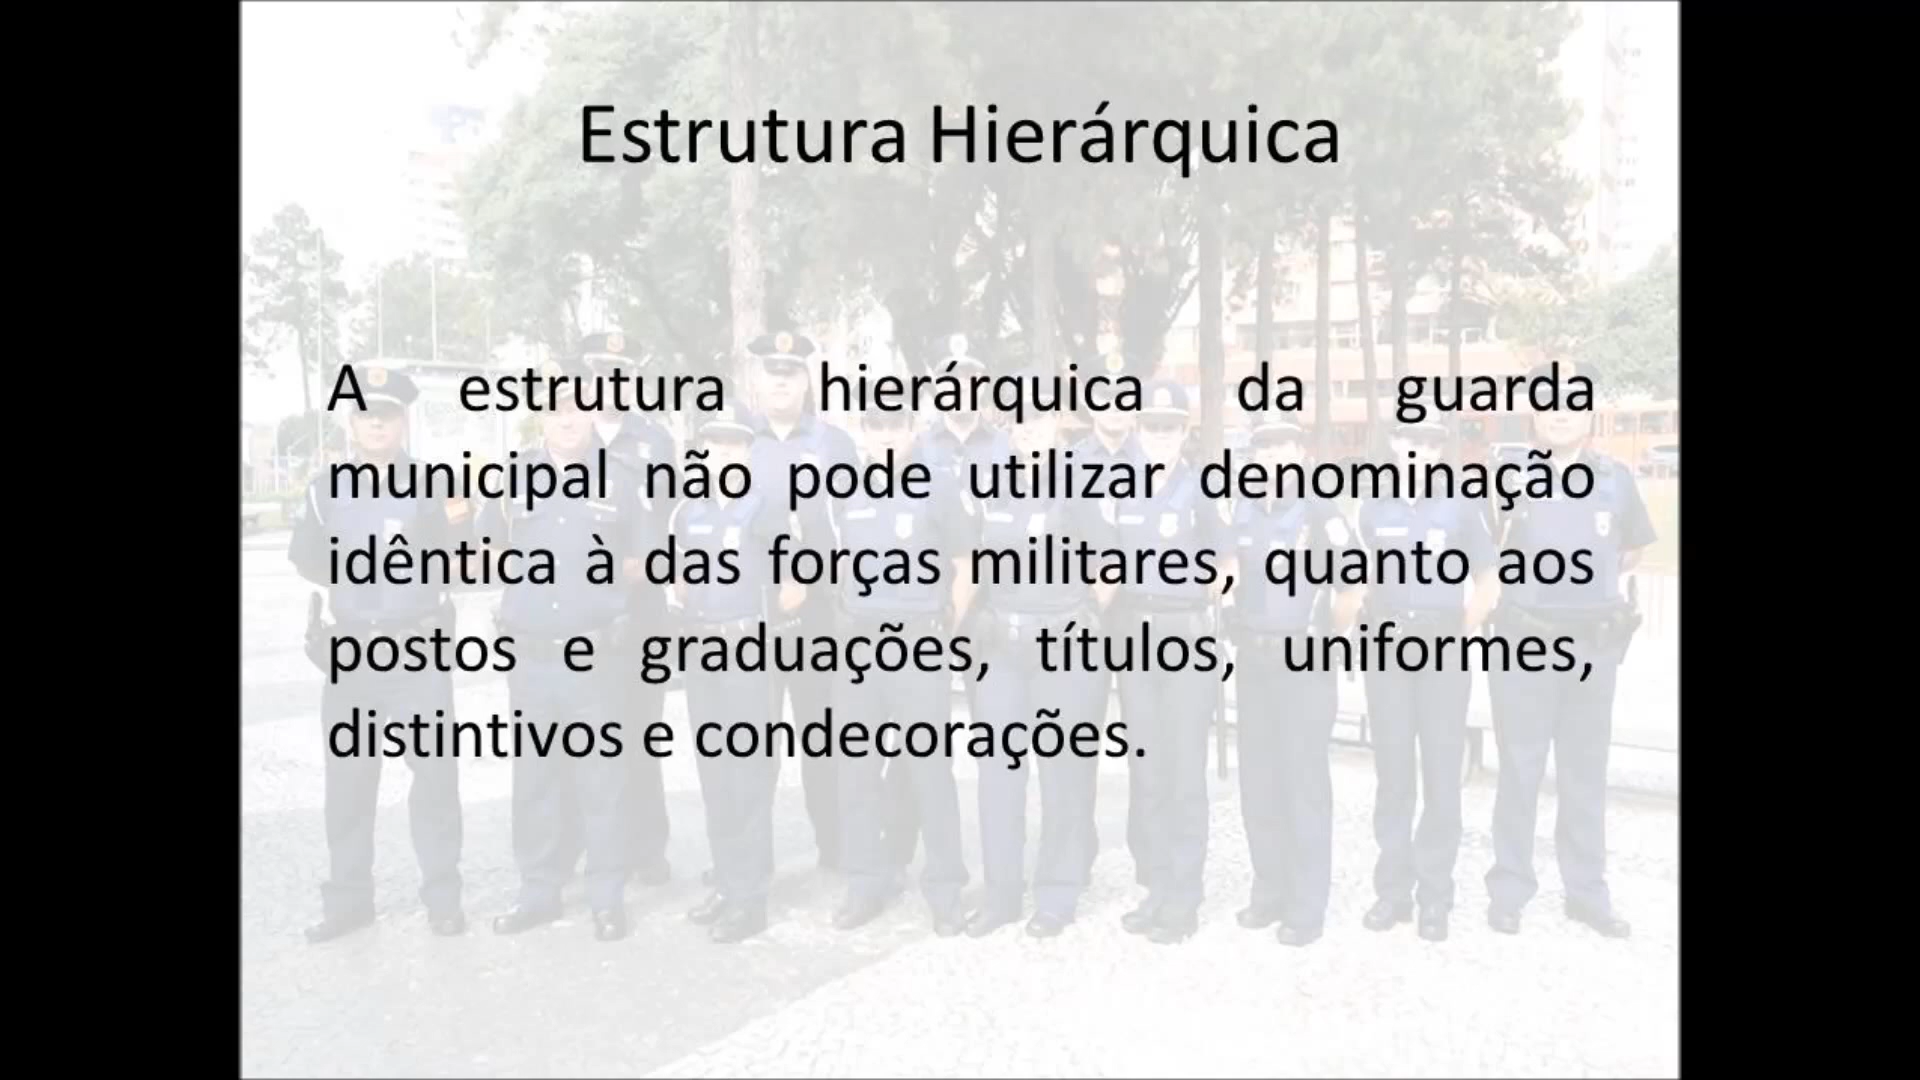 Estrutura Hierárquica
A estrutura hierárquica da guarda
municipal não pode utilizar denominação
idêntica à das forças militares, quanto aos
postos e graduações, títulos, uniformes,
distintivos e condecorações.